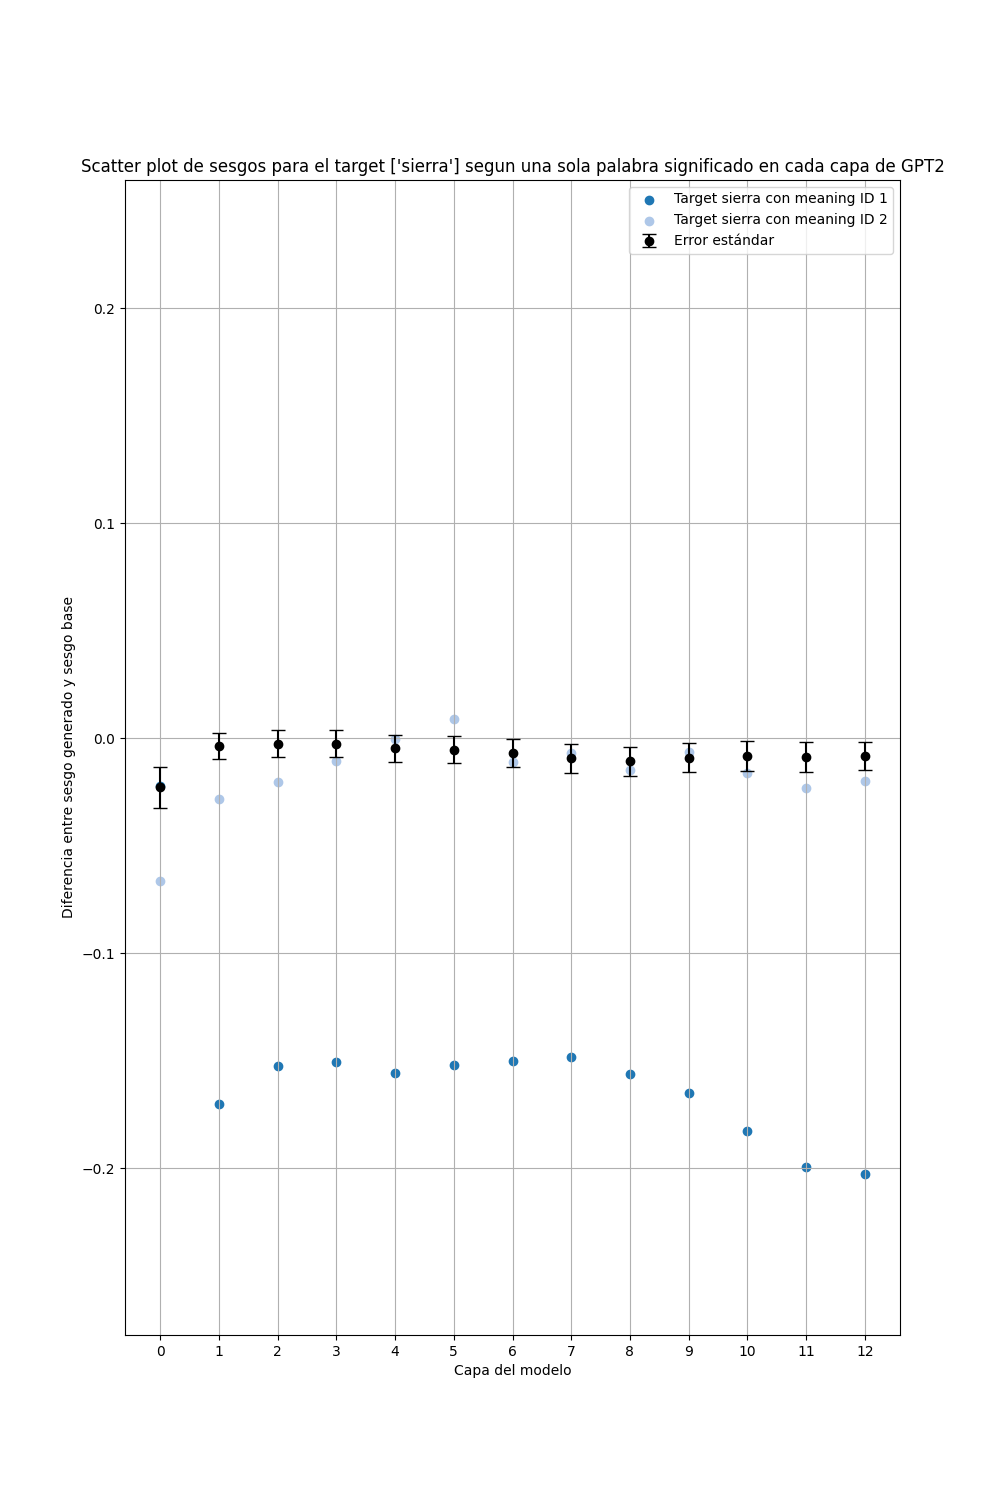 Scatter plot de sesgos para el target ['sierra'] segun una sola palabra significado en cada capa de GPT2
Target sierra con meaning ID 1
Target sierra con meaning ID 2
Error estándar
0.2
0.1
0.0
−0.1
−0.2
Diferencia entre sesgo generado y sesgo base
0 1 2 3 4 5 6 7 8 9 10 11 12
Capa del modelo